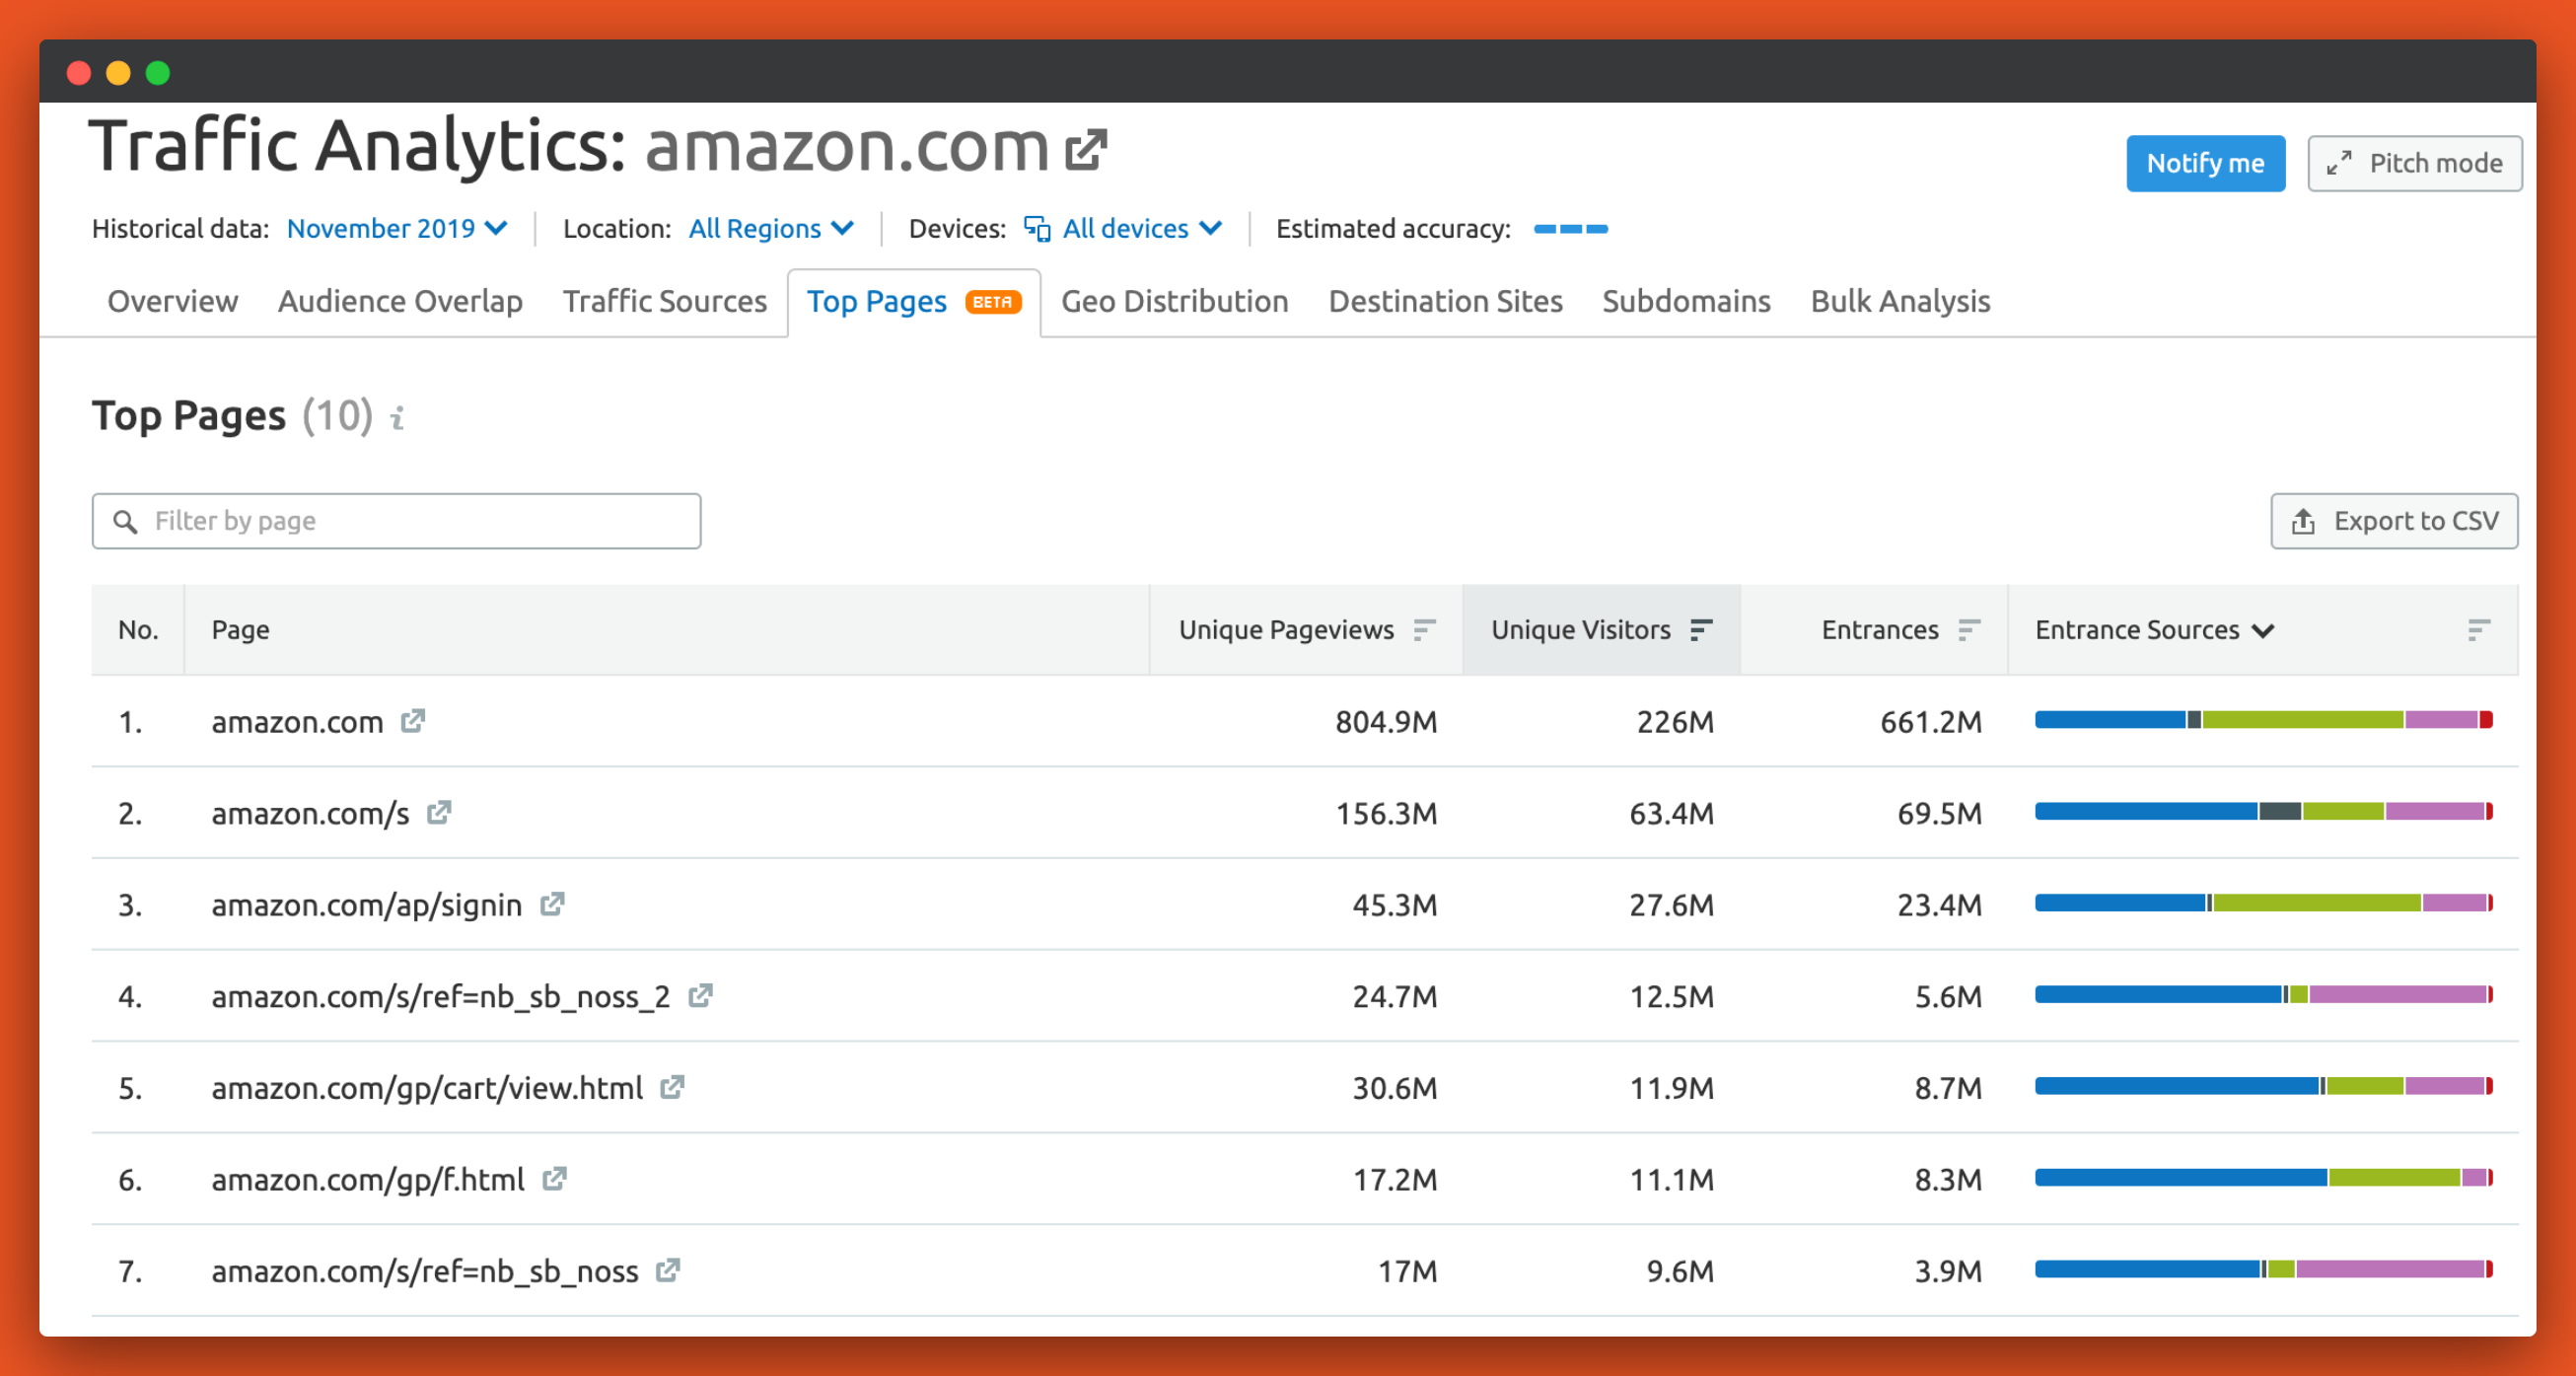 Traffic Analytics: amazon.com
Notify me
Pitch mode
Historical data: November 2019
Location: All Regions
Devices: All devices
Estimated accuracy:
Overview
Audience Overlap
Traffic Sources
Top Pages BETA
Geo Distribution
Destination Sites
Subdomains
Bulk Analysis
Top Pages (10) i
Filter by page
Export to CSV
No. Page Unique Pageviews Unique Visitors Entrances Entrance Sources
1. amazon.com 804.9M 226M 661.2M
2. amazon.com/s 156.3M 63.4M 69.5M
3. amazon.com/ap/signin 45.3M 27.6M 23.4M
4. amazon.com/s/ref=nb_sb_noss_2 24.7M 12.5M 5.6M
5. amazon.com/gp/cart/view.html 30.6M 11.9M 8.7M
6. amazon.com/gp/f.html 17.2M 11.1M 8.3M
7. amazon.com/s/ref=nb_sb_noss 17M 9.6M 3.9M